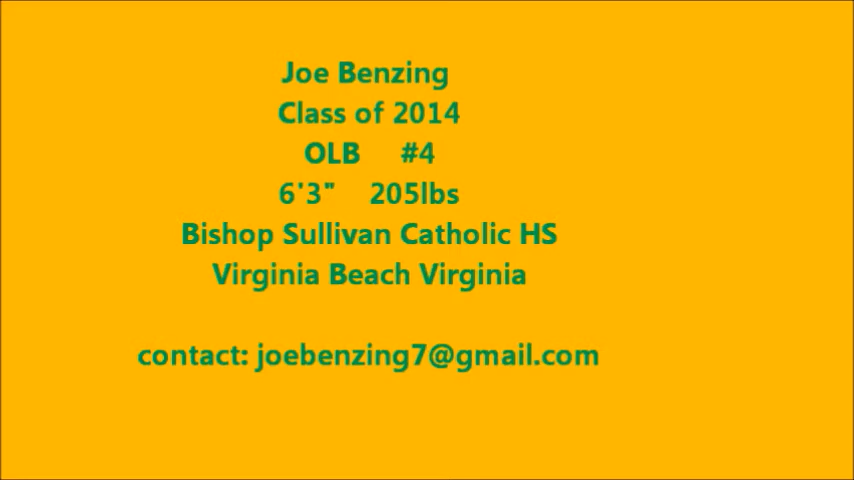 Joe Benzing
Class of 2014
OLB #4
6'3" 205lbs
Bishop Sullivan Catholic HS
Virginia Beach Virginia
contact: joebenzing7@gmail.com